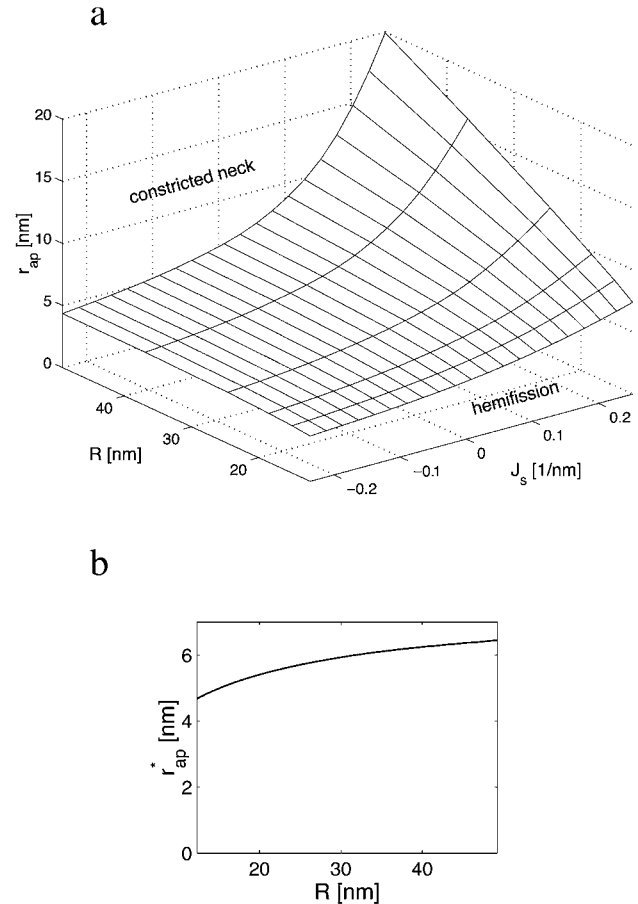 a
20
15
10
5
0
r_ap [nm]
constricted neck
hemifission
40
30
20
R [nm]
−0.2
−0.1
0
0.1
0.2
J_s [1/nm]
b
6
4
2
0
r*_ap [nm]
20 30 40
R [nm]